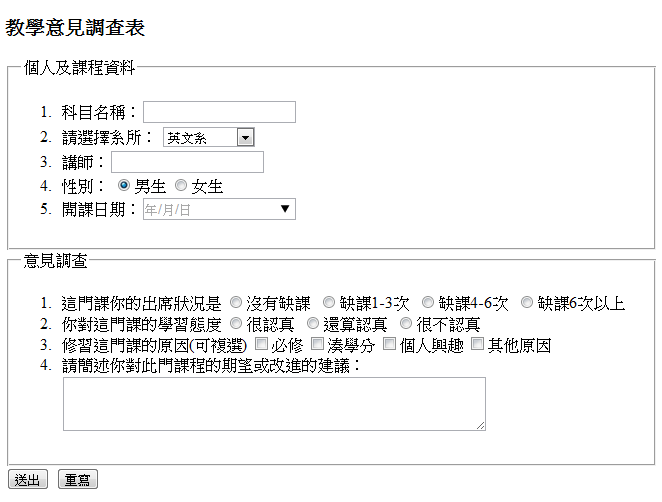 教學意見調查表
個人及課程資料
1. 科目名稱：
2. 請選擇系所： 英文系
3. 講師：
4. 性別： 男生 女生
5. 開課日期： 年/月/日
意見調查
1. 這門課你的出席狀況是 沒有缺課 缺課1-3次 缺課4-6次 缺課6次以上
2. 你對這門課的學習態度 很認真 還算認真 很不認真
3. 修習這門課的原因(可複選) 必修 湊學分 個人興趣 其他原因
4. 請簡述你對此門課程的期望或改進的建議：
送出 重寫